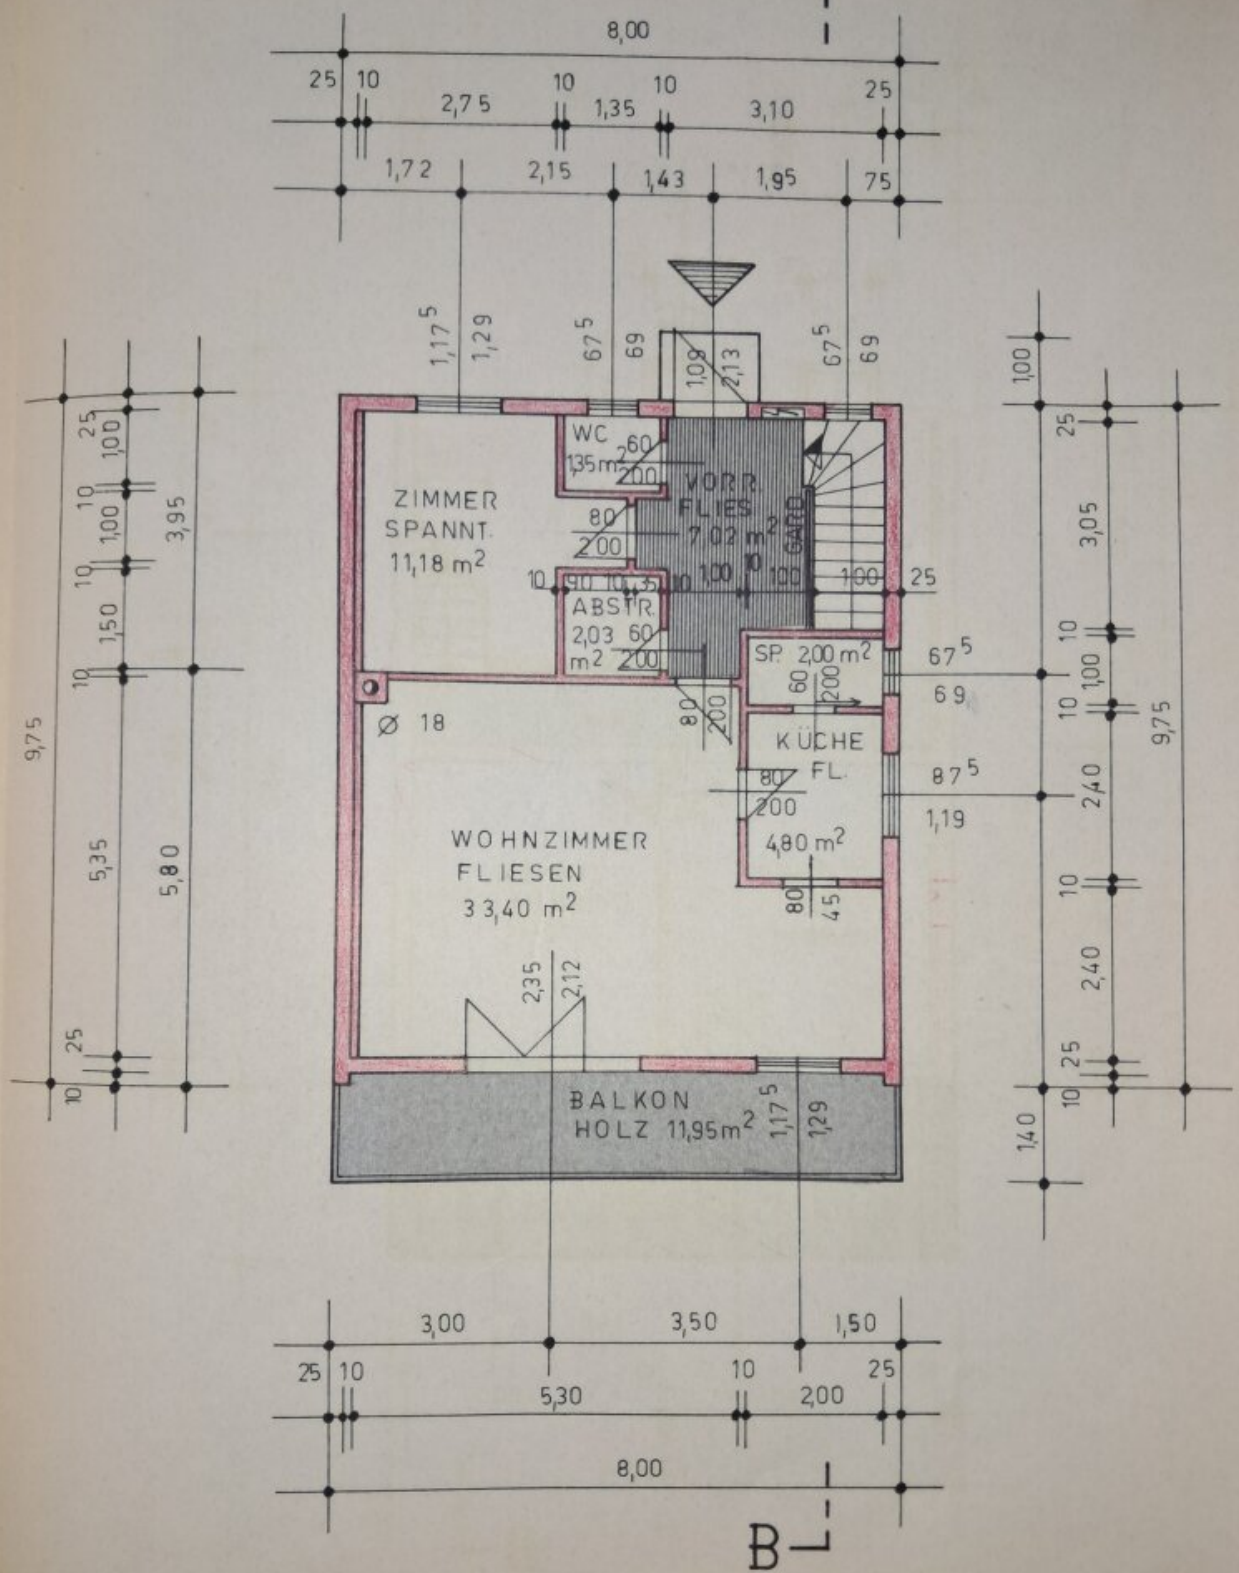 8,00
25 10 2,75 10 1,35 10 3,10 25
1,72 2,15 1,43 1,95 75
1,17⁵ 1,29 67⁵ 69 1,09 2,13 67⁵ 69
1,00
25 1,00 10 1,00 10 1,50 10 5,35 25 10
3,95 5,80
9,75
WC
1,35 m²
60
200
ZIMMER
SPANNT.
11,18 m²
80
200
VORR.
FLIES.
7,02 m²
GARD
10 90 10 35 10 1,00 10 100 100 25
ABSTR.
2,03
m²
60
200
SP. 2,00 m²
60
200
67⁵
69
Ø 18
80
200
KÜCHE
FL.
80
200
4,80 m²
87⁵
1,19
80
45
WOHNZIMMER
FLIESEN
33,40 m²
2,35
2,12
BALKON
HOLZ 11,95 m²
1,17⁵
1,29
25 3,05 10 1,00 10 2,40 10 2,40 25 10
1,40
9,75
3,00 3,50 1,50
25 10 5,30 10 2,00 25
8,00
B